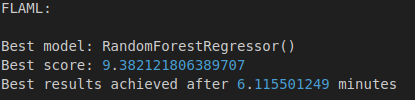 FLAML:
Best model: RandomForestRegressor()
Best score: 9.382121806389707
Best results achieved after 6.115501249 minutes